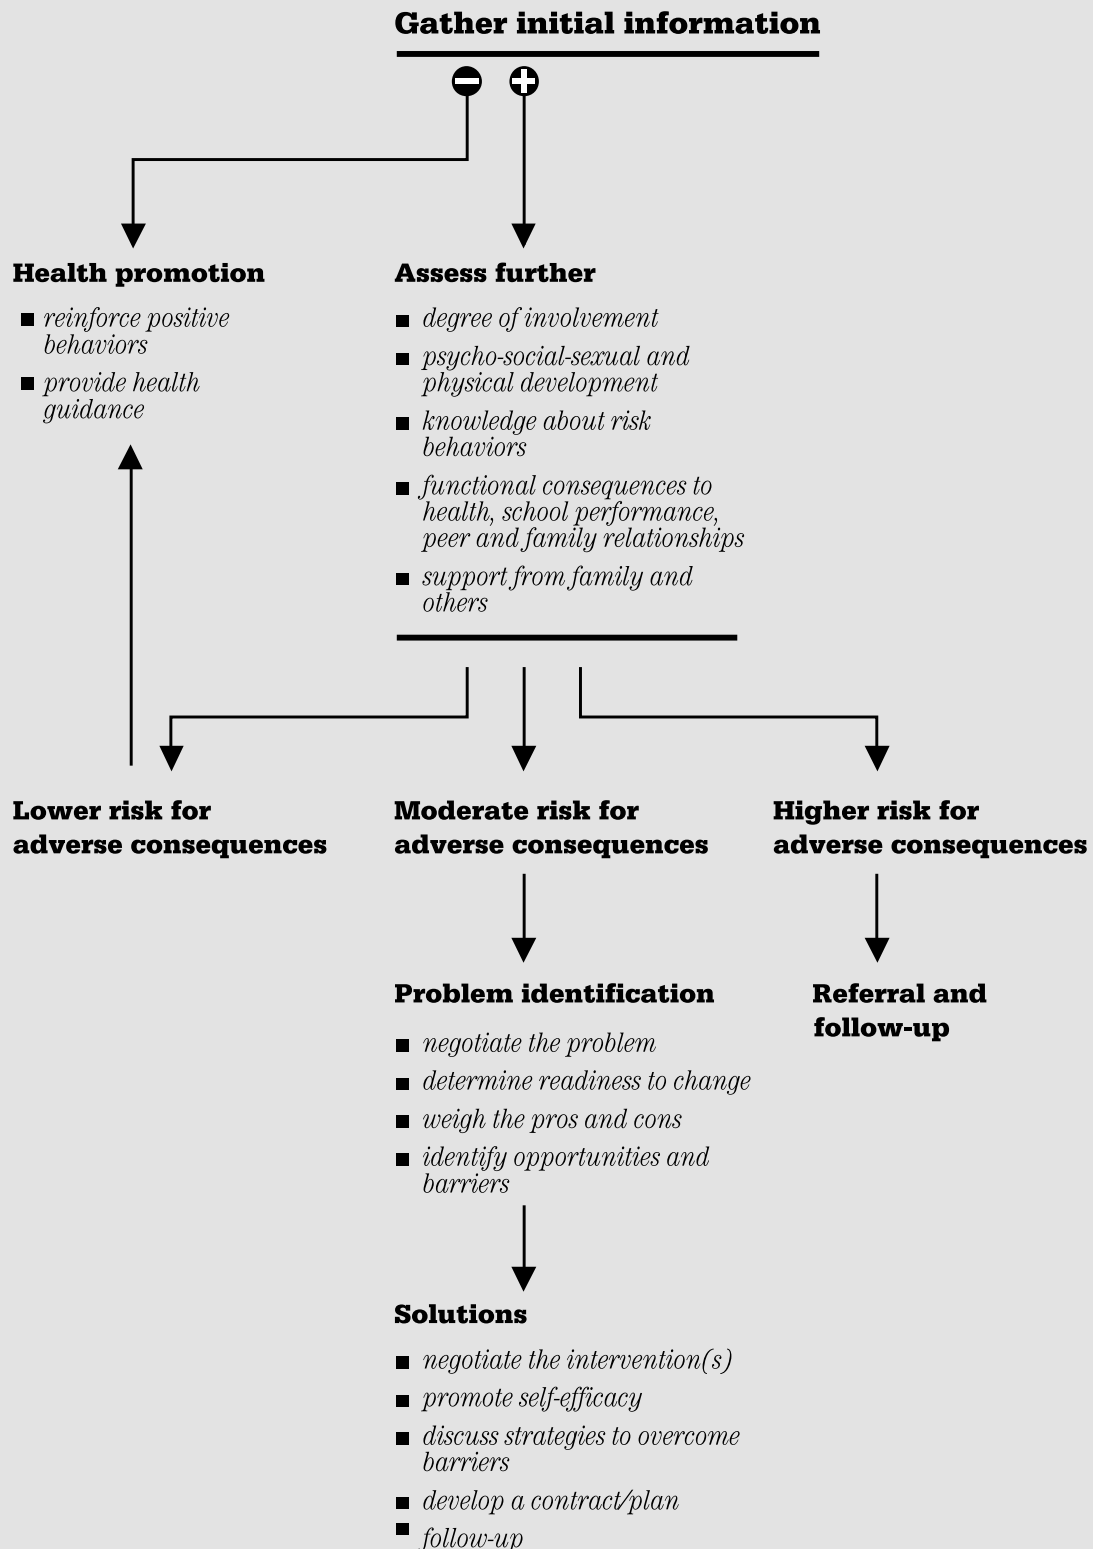 Gather initial information
Health promotion
■ reinforce positive
behaviors
■ provide health
guidance
Assess further
■ degree of involvement
■ psycho-social-sexual and
physical development
■ knowledge about risk
behaviors
■ functional consequences to
health, school performance,
peer and family relationships
■ support from family and
others
Lower risk for
adverse consequences
Moderate risk for
adverse consequences
Higher risk for
adverse consequences
Problem identification
■ negotiate the problem
■ determine readiness to change
■ weigh the pros and cons
■ identify opportunities and
barriers
Referral and
follow-up
Solutions
■ negotiate the intervention(s)
■ promote self-efficacy
■ discuss strategies to overcome
barriers
■ develop a contract/plan
■ follow-up